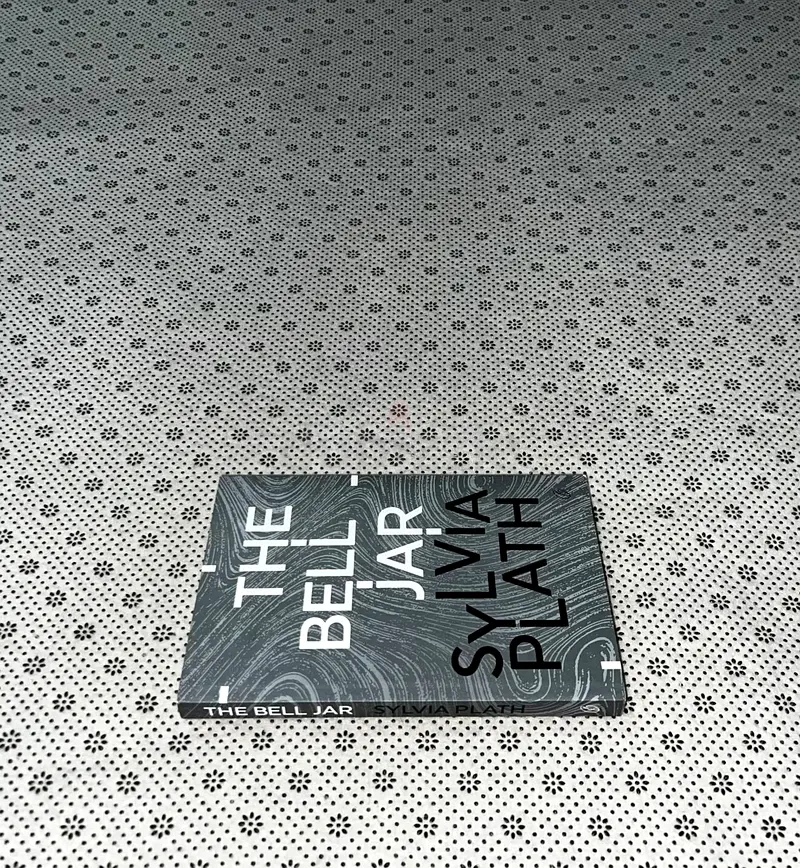 THE
BELL
JAR
SYLVIA
PLATH
THE BELL JAR SYLVIA PLATH